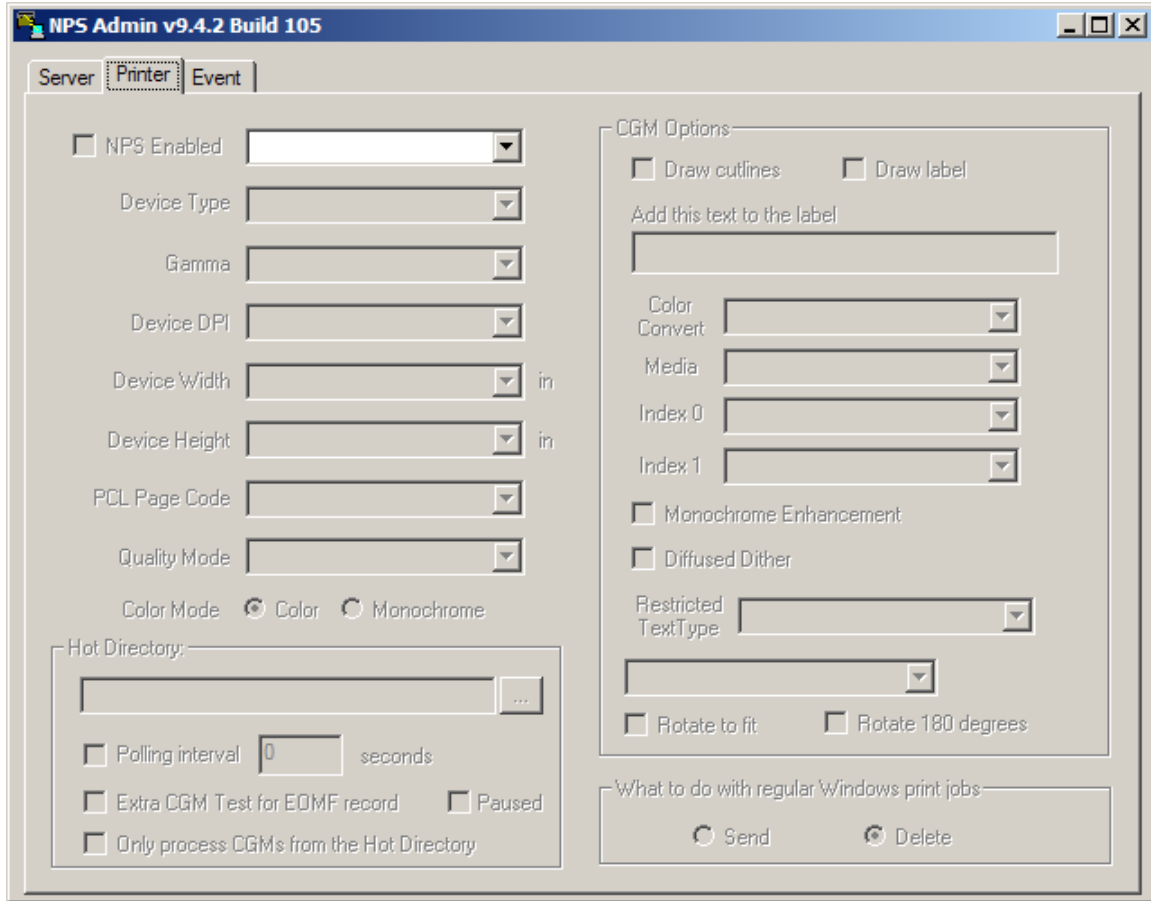 NPS Admin v9.4.2 Build 105
Server Printer Event
NPS Enabled
Device Type
Gamma
Device DPI
Device Width in
Device Height in
PCL Page Code
Quality Mode
Color Mode Color Monochrome
Hot Directory:
...
Polling interval 0 seconds
Extra CGM Test for EOMF record Paused
Only process CGMs from the Hot Directory
CGM Options
Draw cutlines Draw label
Add this text to the label
Color
Convert
Media
Index 0
Index 1
Monochrome Enhancement
Diffused Dither
Restricted
TextType
Rotate to fit Rotate 180 degrees
What to do with regular Windows print jobs
Send Delete